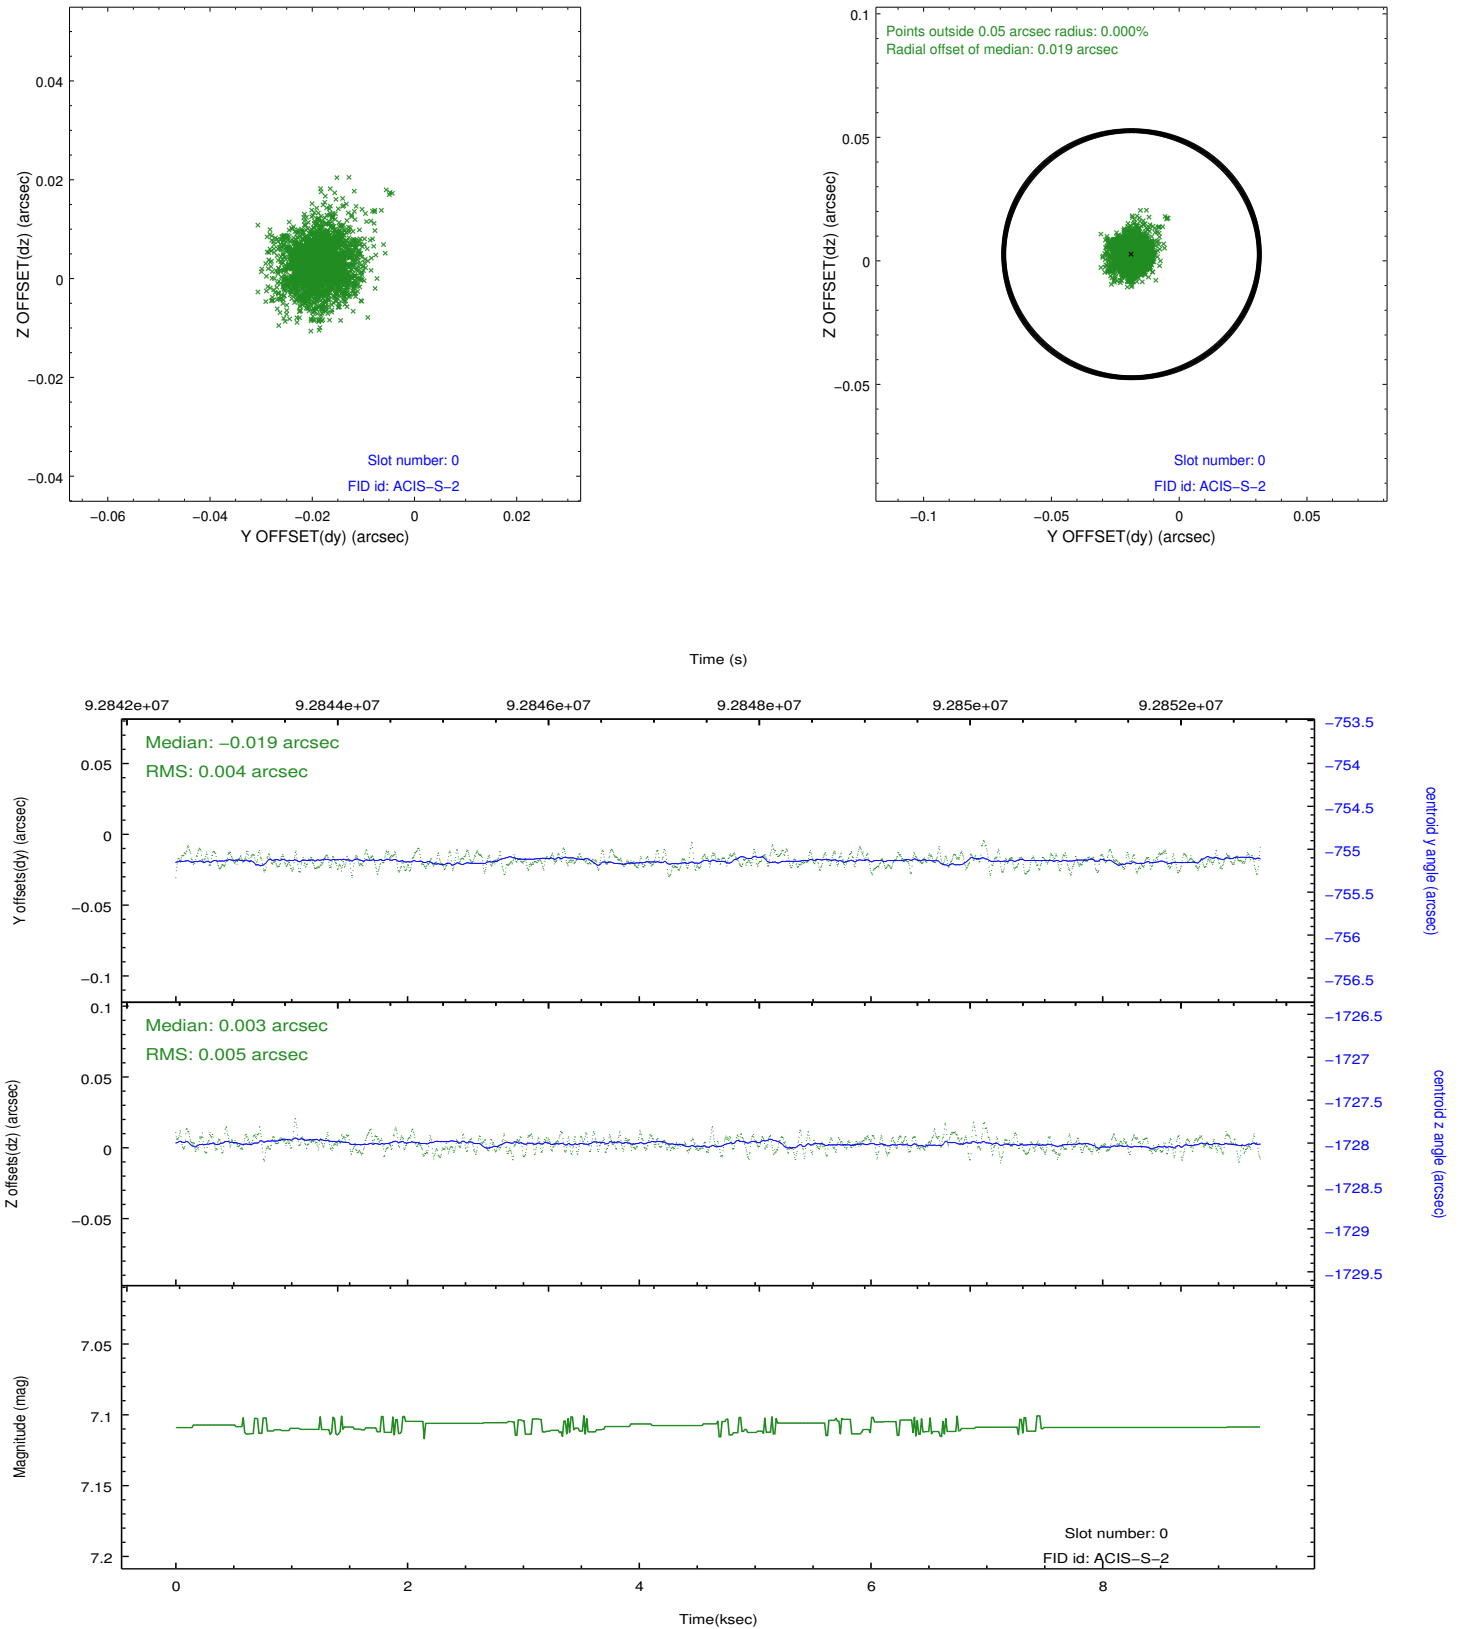 0.04
0.02
0
−0.02
−0.04
Z OFFSET(dz) (arcsec)
Slot number: 0
FID id: ACIS−S−2
−0.06
−0.04
−0.02
0
0.02
Y OFFSET(dy) (arcsec)
Points outside 0.05 arcsec radius: 0.000%
Radial offset of median: 0.019 arcsec
0.1
0.05
0
−0.05
Z OFFSET(dz) (arcsec)
Slot number: 0
FID id: ACIS−S−2
−0.1
−0.05
0
0.05
Y OFFSET(dy) (arcsec)
Time (s)
9.2842e+07
9.2844e+07
9.2846e+07
9.2848e+07
9.285e+07
9.2852e+07
Median: −0.019 arcsec
RMS: 0.004 arcsec
0.05
0
−0.05
−0.1
Y offsets(dy) (arcsec)
−753.5
−754
−754.5
−755
−755.5
−756
−756.5
centroid y angle (arcsec)
Median: 0.003 arcsec
RMS: 0.005 arcsec
0.1
0.05
0
−0.05
Z offsets(dz) (arcsec)
−1726.5
−1727
−1727.5
−1728
−1728.5
−1729
−1729.5
centroid z angle (arcsec)
7.05
7.1
7.15
7.2
Magnitude (mag)
Slot number: 0
FID id: ACIS−S−2
0
2
4
6
8
Time(ksec)